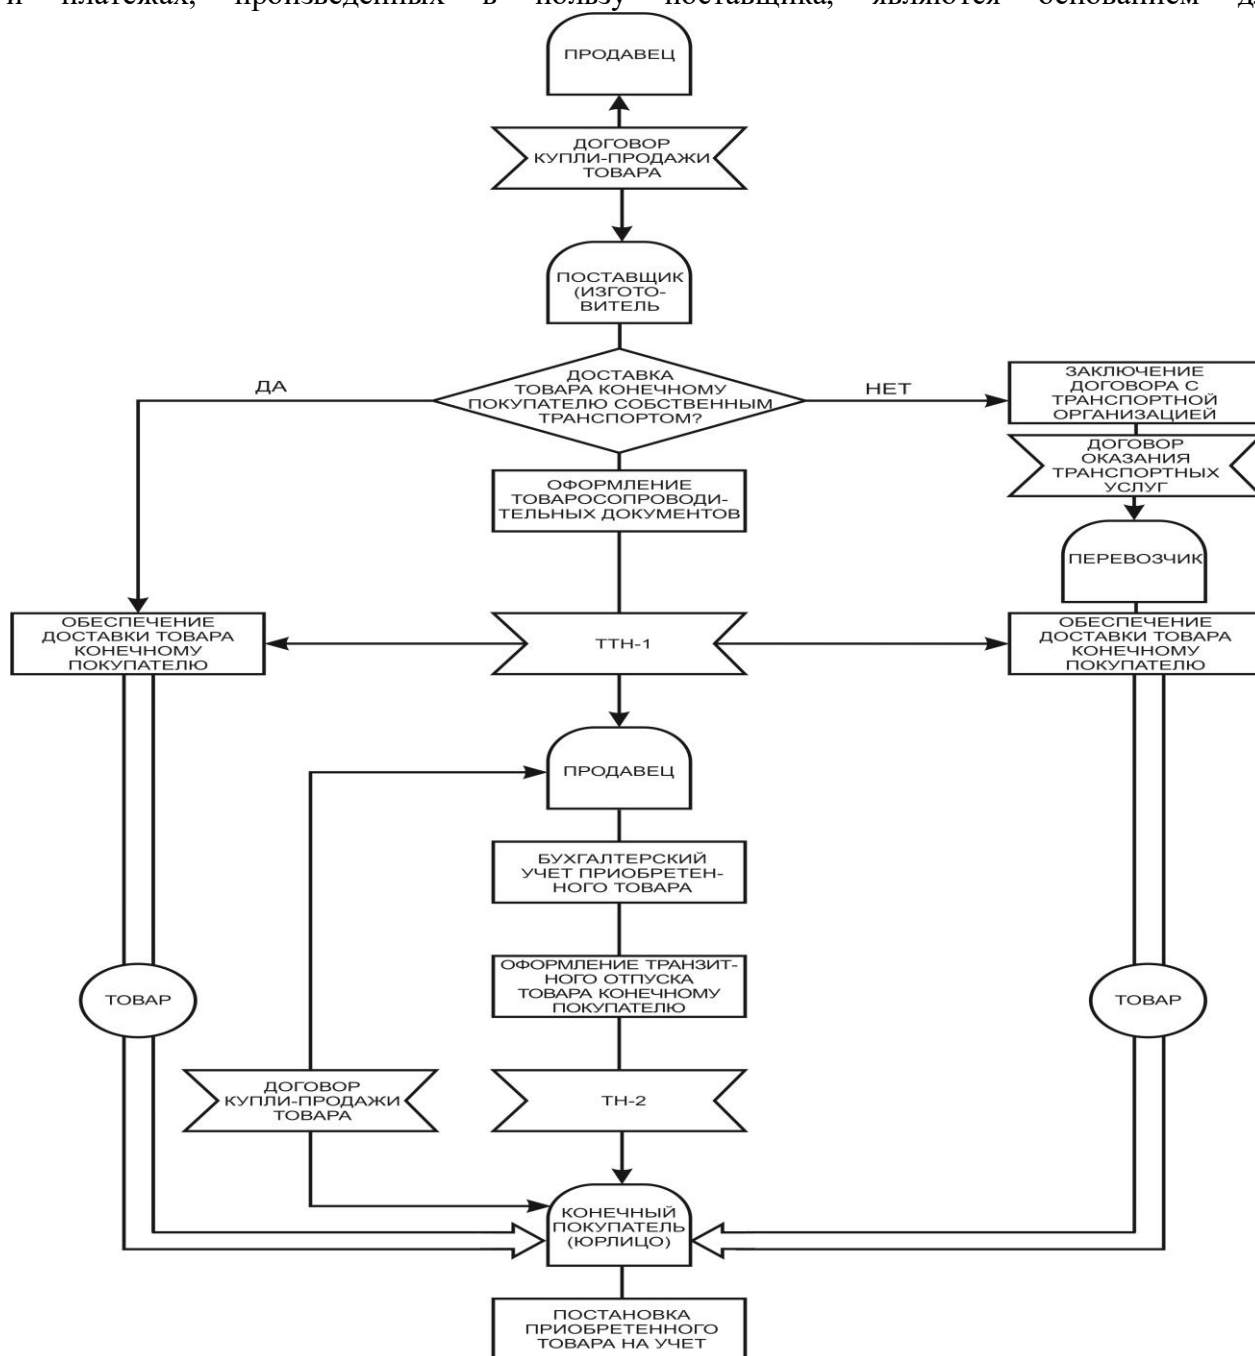 и платежах, произведенных в пользу поставщика, являются основанием
ПРОДАВЕЦ
ДОГОВОР
КУПЛИ-ПРОДАЖИ
ТОВАРА
ПОСТАВЩИК
(ИЗГОТО-
ВИТЕЛЬ
ДОСТАВКА
ТОВАРА КОНЕЧНОМУ
ПОКУПАТЕЛЮ СОБСТВЕННЫМ
ТРАНСПОРТОМ?
ДА
НЕТ
ЗАКЛЮЧЕНИЕ
ДОГОВОРА С
ТРАНСПОРТНОЙ
ОРГАНИЗАЦИЕЙ
ДОГОВОР
ОКАЗАНИЯ
ТРАНСПОРТНЫХ
УСЛУГ
ОФОРМЛЕНИЕ
ТОВАРОСОПРОВОДИ-
ТЕЛЬНЫХ ДОКУМЕНТОВ
ПЕРЕВОЗЧИК
ОБЕСПЕЧЕНИЕ
ДОСТАВКИ ТОВАРА
КОНЕЧНОМУ
ПОКУПАТЕЛЮ
ТТН-1
ОБЕСПЕЧЕНИЕ
ДОСТАВКИ ТОВАРА
КОНЕЧНОМУ
ПОКУПАТЕЛЮ
ПРОДАВЕЦ
БУХГАЛТЕРСКИЙ
УЧЕТ ПРИОБРЕТЕН-
НОГО ТОВАРА
ОФОРМЛЕНИЕ ТРАНЗИТ-
НОГО ОТПУСКА
ТОВАРА КОНЕЧНОМУ
ПОКУПАТЕЛЮ
ТОВАР
ТОВАР
ДОГОВОР
КУПЛИ-ПРОДАЖИ
ТОВАРА
ТН-2
КОНЕЧНЫЙ
ПОКУПАТЕЛЬ
(ЮРЛИЦО)
ПОСТАНОВКА
ПРИОБРЕТЕННОГО
ТОВАРА НА УЧЕТ